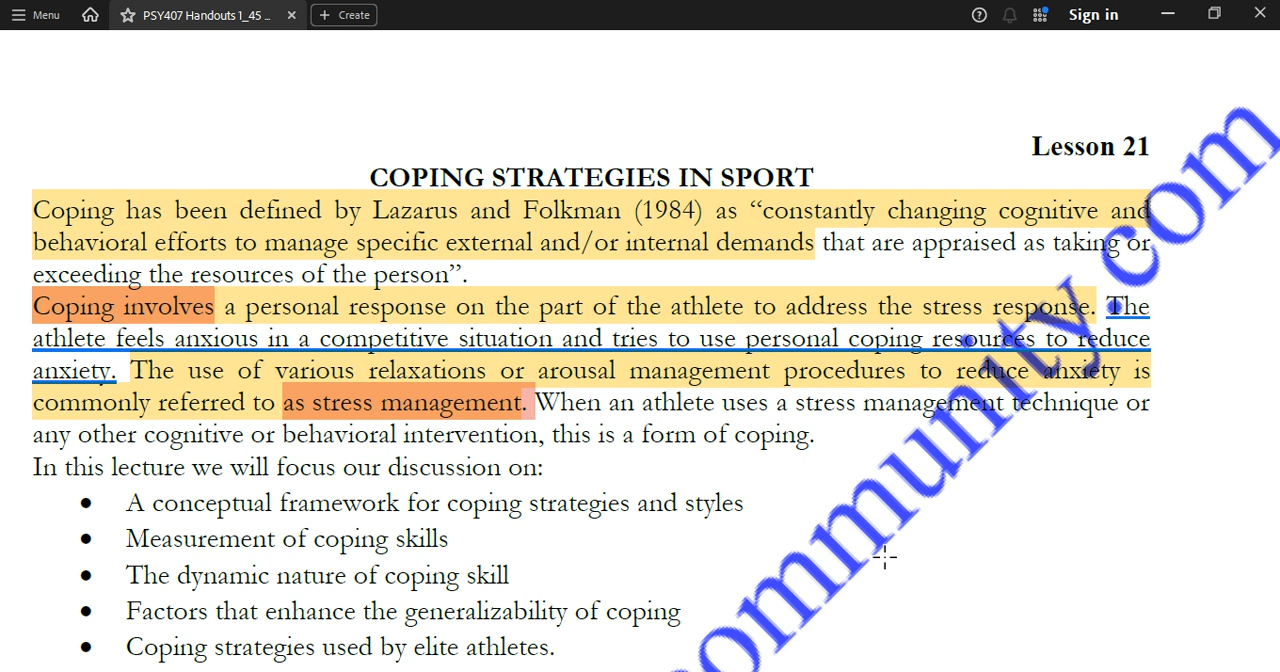 Menu
PSY407 Handouts 1_45 ...
Create
Sign in
Lesson 21
COPING STRATEGIES IN SPORT
Coping has been defined by Lazarus and Folkman (1984) as “constantly changing cognitive and
behavioral efforts to manage specific external and/or internal demands that are appraised as taking or
exceeding the resources of the person”.
Coping involves a personal response on the part of the athlete to address the stress response. The
athlete feels anxious in a competitive situation and tries to use personal coping resources to reduce
anxiety. The use of various relaxations or arousal management procedures to reduce anxiety is
commonly referred to as stress management. When an athlete uses a stress management technique or
any other cognitive or behavioral intervention, this is a form of coping.
In this lecture we will focus our discussion on:
• A conceptual framework for coping strategies and styles
• Measurement of coping skills
• The dynamic nature of coping skill
• Factors that enhance the generalizability of coping
• Coping strategies used by elite athletes.
ommunity.com